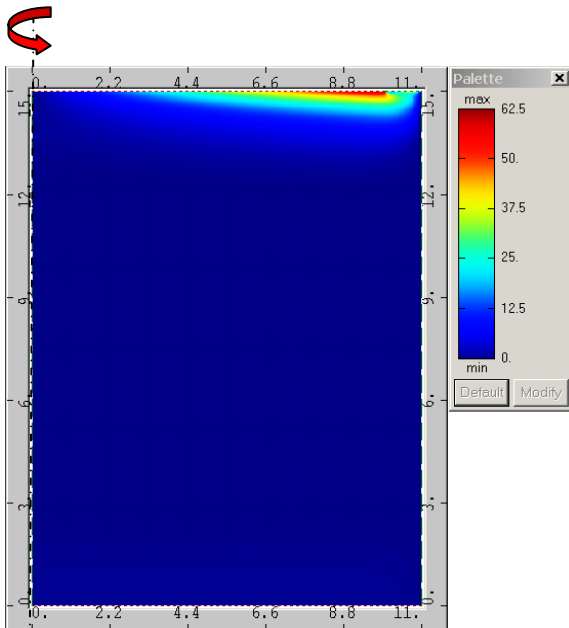 0. 2.2 4.4 6.6 8.8 11.
15. 15.
12. 12.
9. 9.
6. 6.
3. 3.
0. 0.
0. 2.2 4.4 6.6 8.8 11.
Palette
max
62.5
50.
37.5
25.
12.5
0.
min
Default Modify